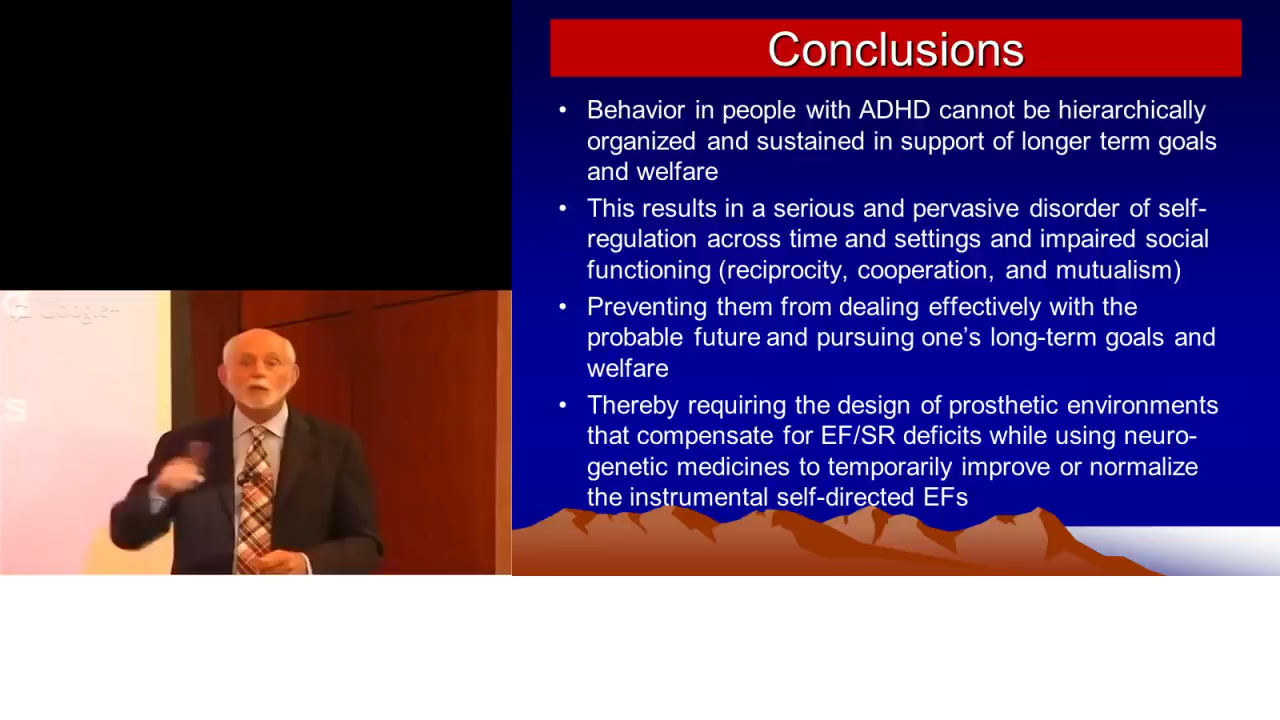 Conclusions
• Behavior in people with ADHD cannot be hierarchically
organized and sustained in support of longer term goals
and welfare
• This results in a serious and pervasive disorder of self-
regulation across time and settings and impaired social
functioning (reciprocity, cooperation, and mutualism)
• Preventing them from dealing effectively with the
probable future and pursuing one’s long-term goals and
welfare
• Thereby requiring the design of prosthetic environments
that compensate for EF/SR deficits while using neuro-
genetic medicines to temporarily improve or normalize
the instrumental self-directed EFs
Google+